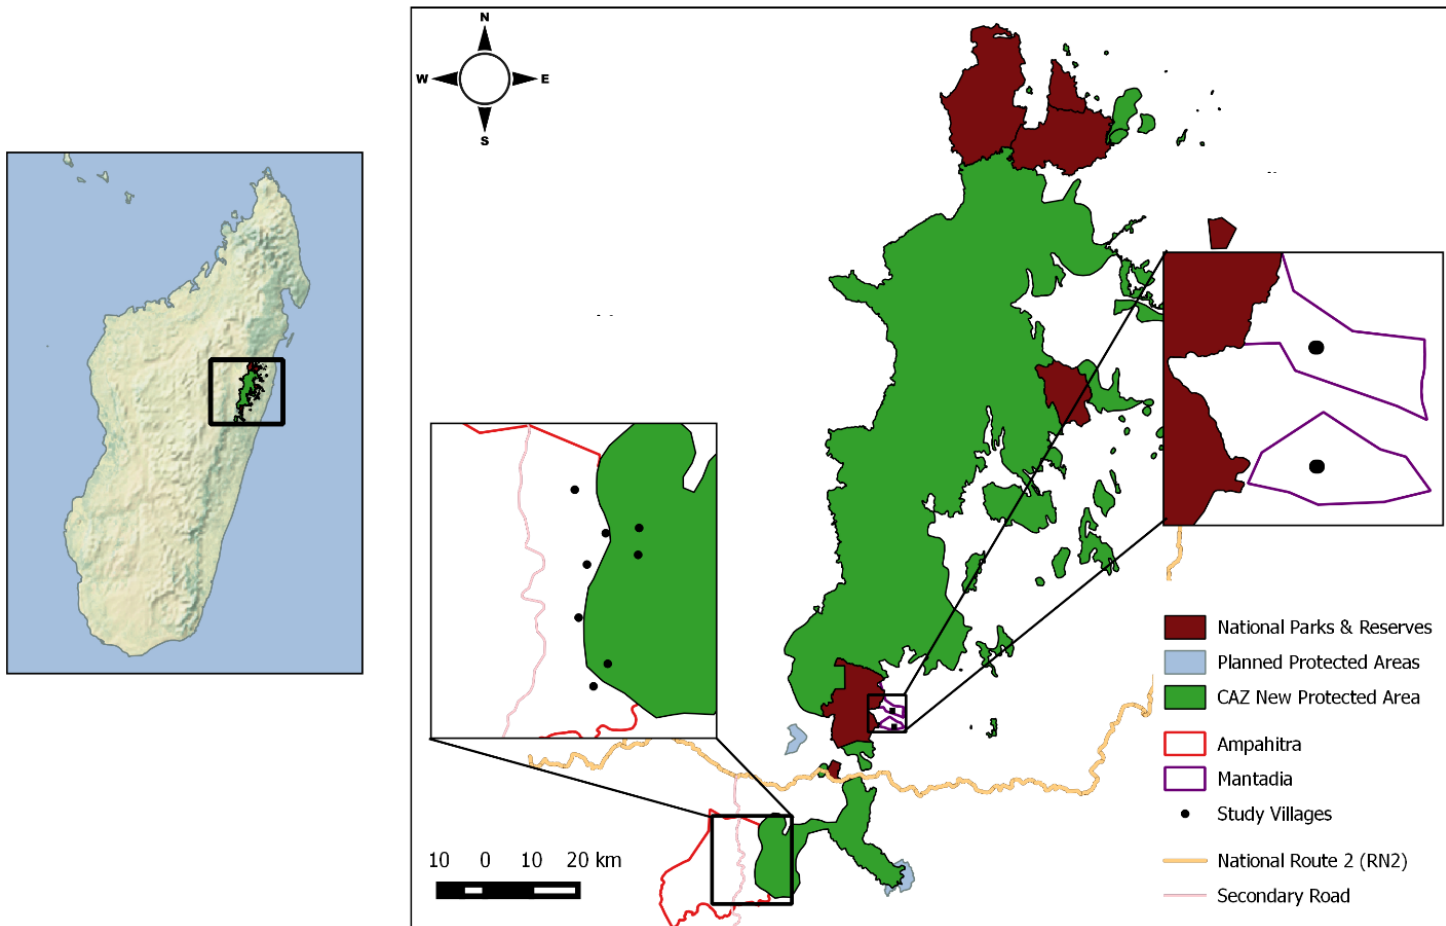 N
W E
S
National Parks & Reserves
Planned Protected Areas
CAZ New Protected Area
Ampahitra
Mantadia
Study Villages
National Route 2 (RN2)
Secondary Road
10 0 10 20 km